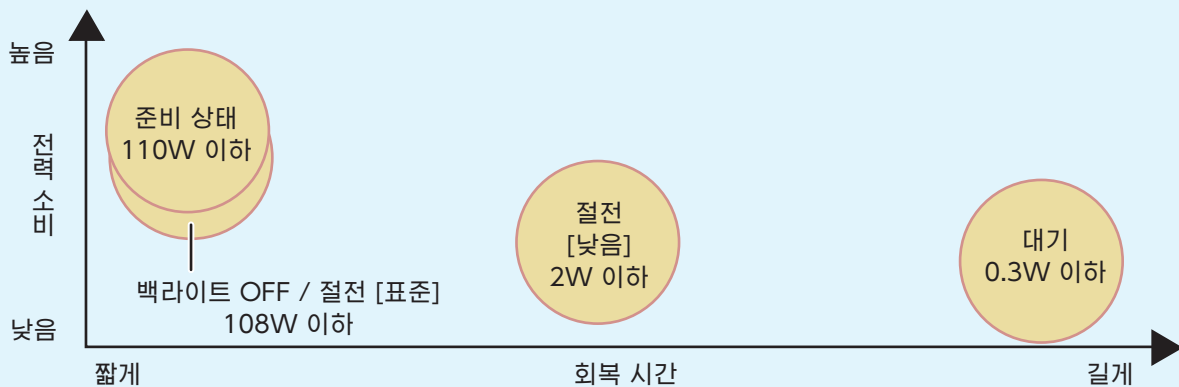 높음
준비 상태
110W 이하
전력 소비
절전
[낮음]
2W 이하
대기
0.3W 이하
백라이트 OFF / 절전 [표준]
108W 이하
낮음
짧게
회복 시간
길게